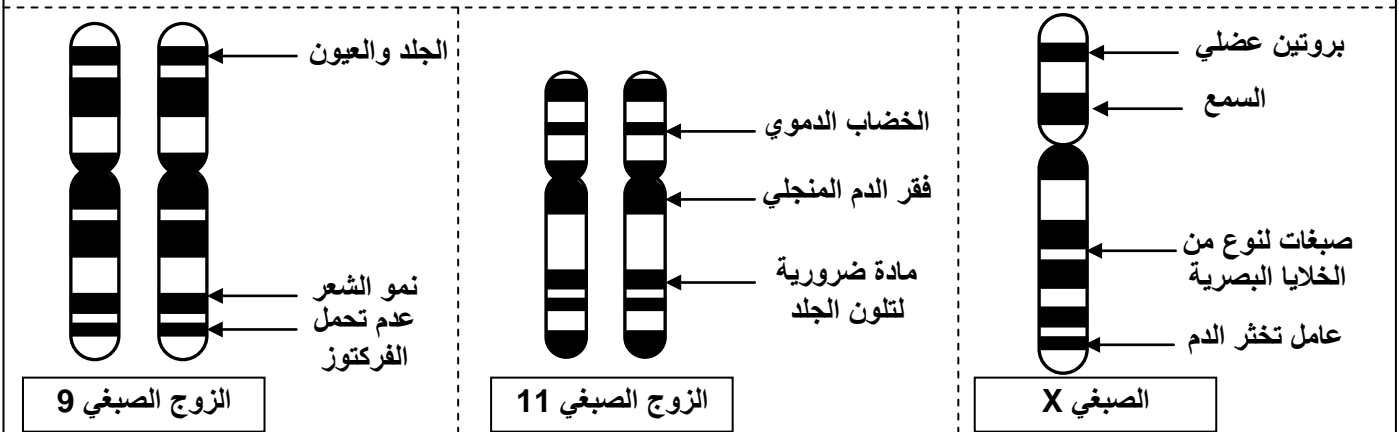 بروتين عضلي
السمع
صبغات لنوع من
الخلايا البصرية
عامل تخثر الدم
الصبغي X
الخضاب الدموي
فقر الدم المنجلي
مادة ضرورية
لتلون الجلد
الزوج الصبغي 11
الجلد والعيون
نمو الشعر
عدم تحمل
الفركتوز
الزوج الصبغي 9